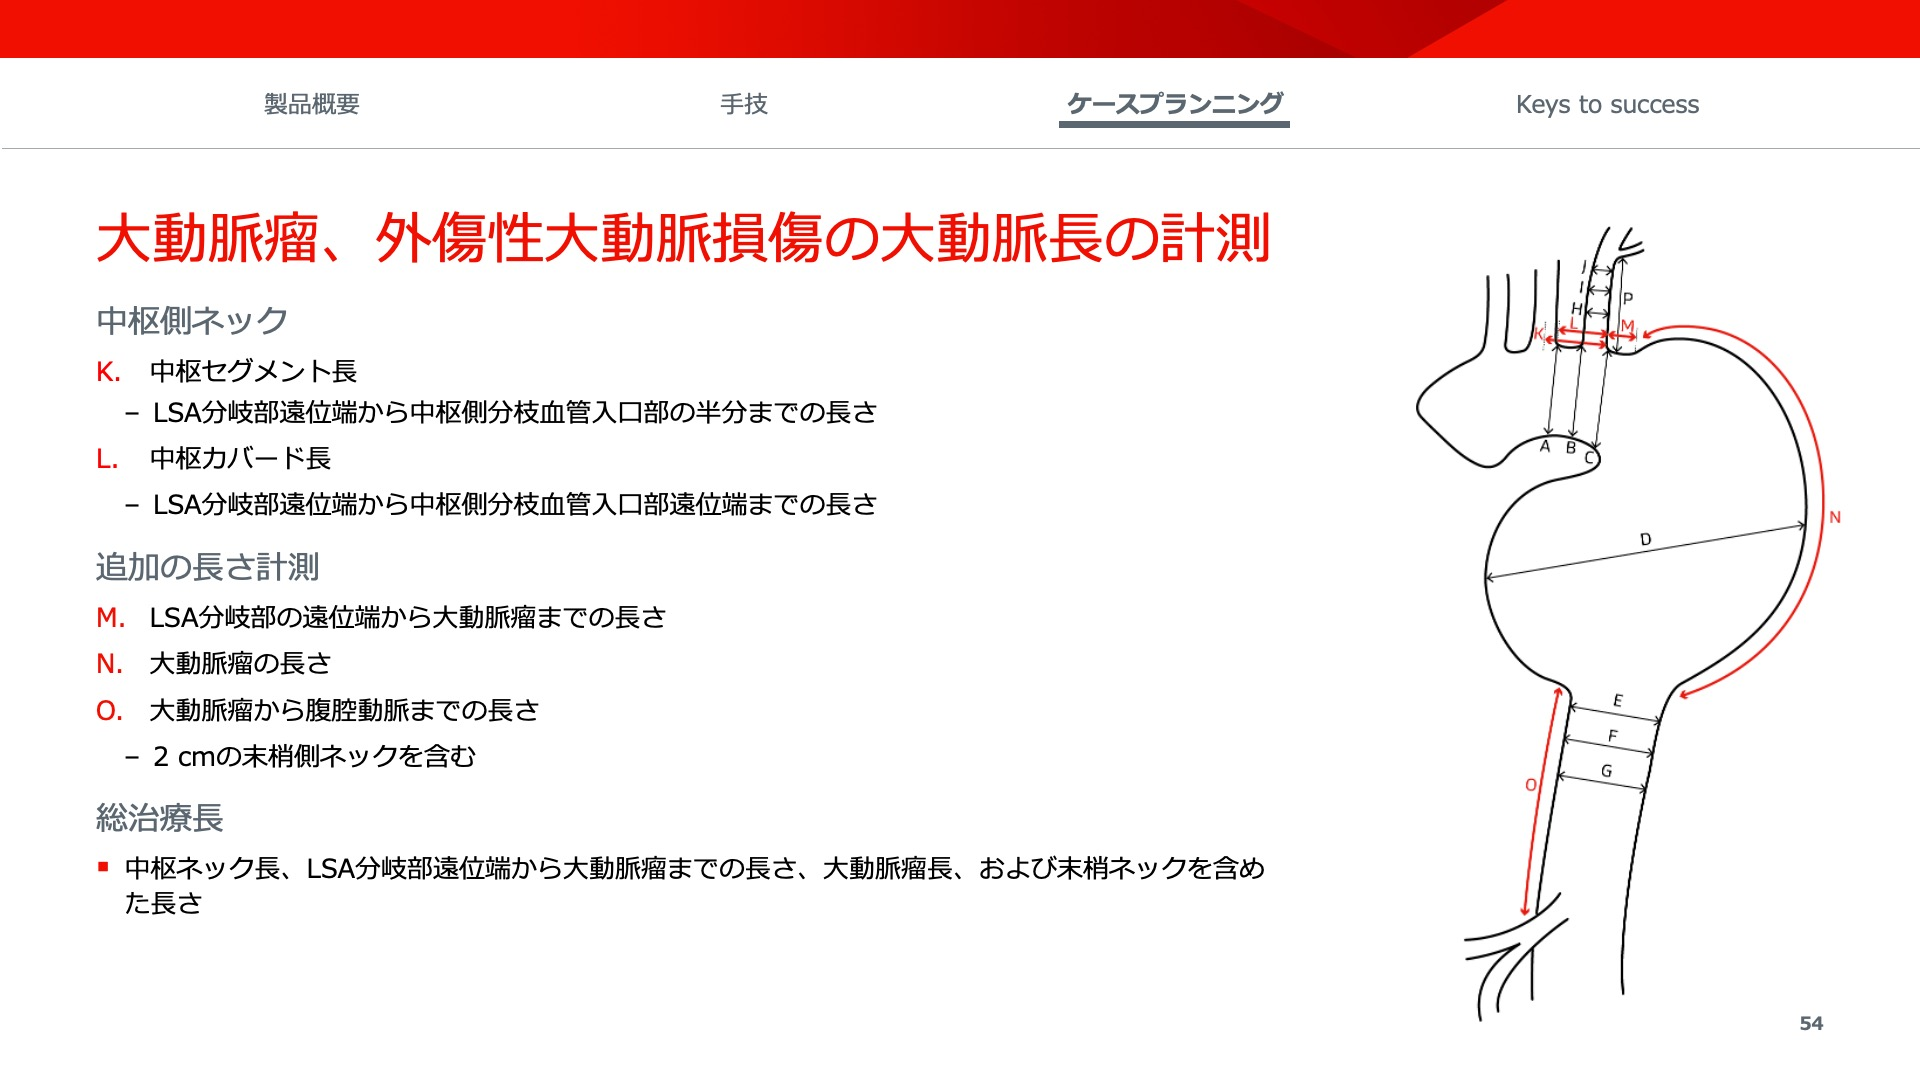 製品概要
手技
ケースプランニング
Keys to success
大動脈瘤、外傷性大動脈損傷の大動脈長の計測
中枢側ネック
K. 中枢セグメント長
– LSA分岐部遠位端から中枢側分枝血管入口部の半分までの長さ
L. 中枢カバード長
– LSA分岐部遠位端から中枢側分枝血管入口部遠位端までの長さ
追加の長さ計測
M. LSA分岐部の遠位端から大動脈瘤までの長さ
N. 大動脈瘤の長さ
O. 大動脈瘤から腹腔動脈までの長さ
– 2 cmの末梢側ネックを含む
総治療長
▪ 中枢ネック長、LSA分岐部遠位端から大動脈瘤までの長さ、大動脈瘤長、および末梢ネックを含め
た長さ
J
I
P
H
L
M
K
A
B
C
N
D
E
F
G
O
54